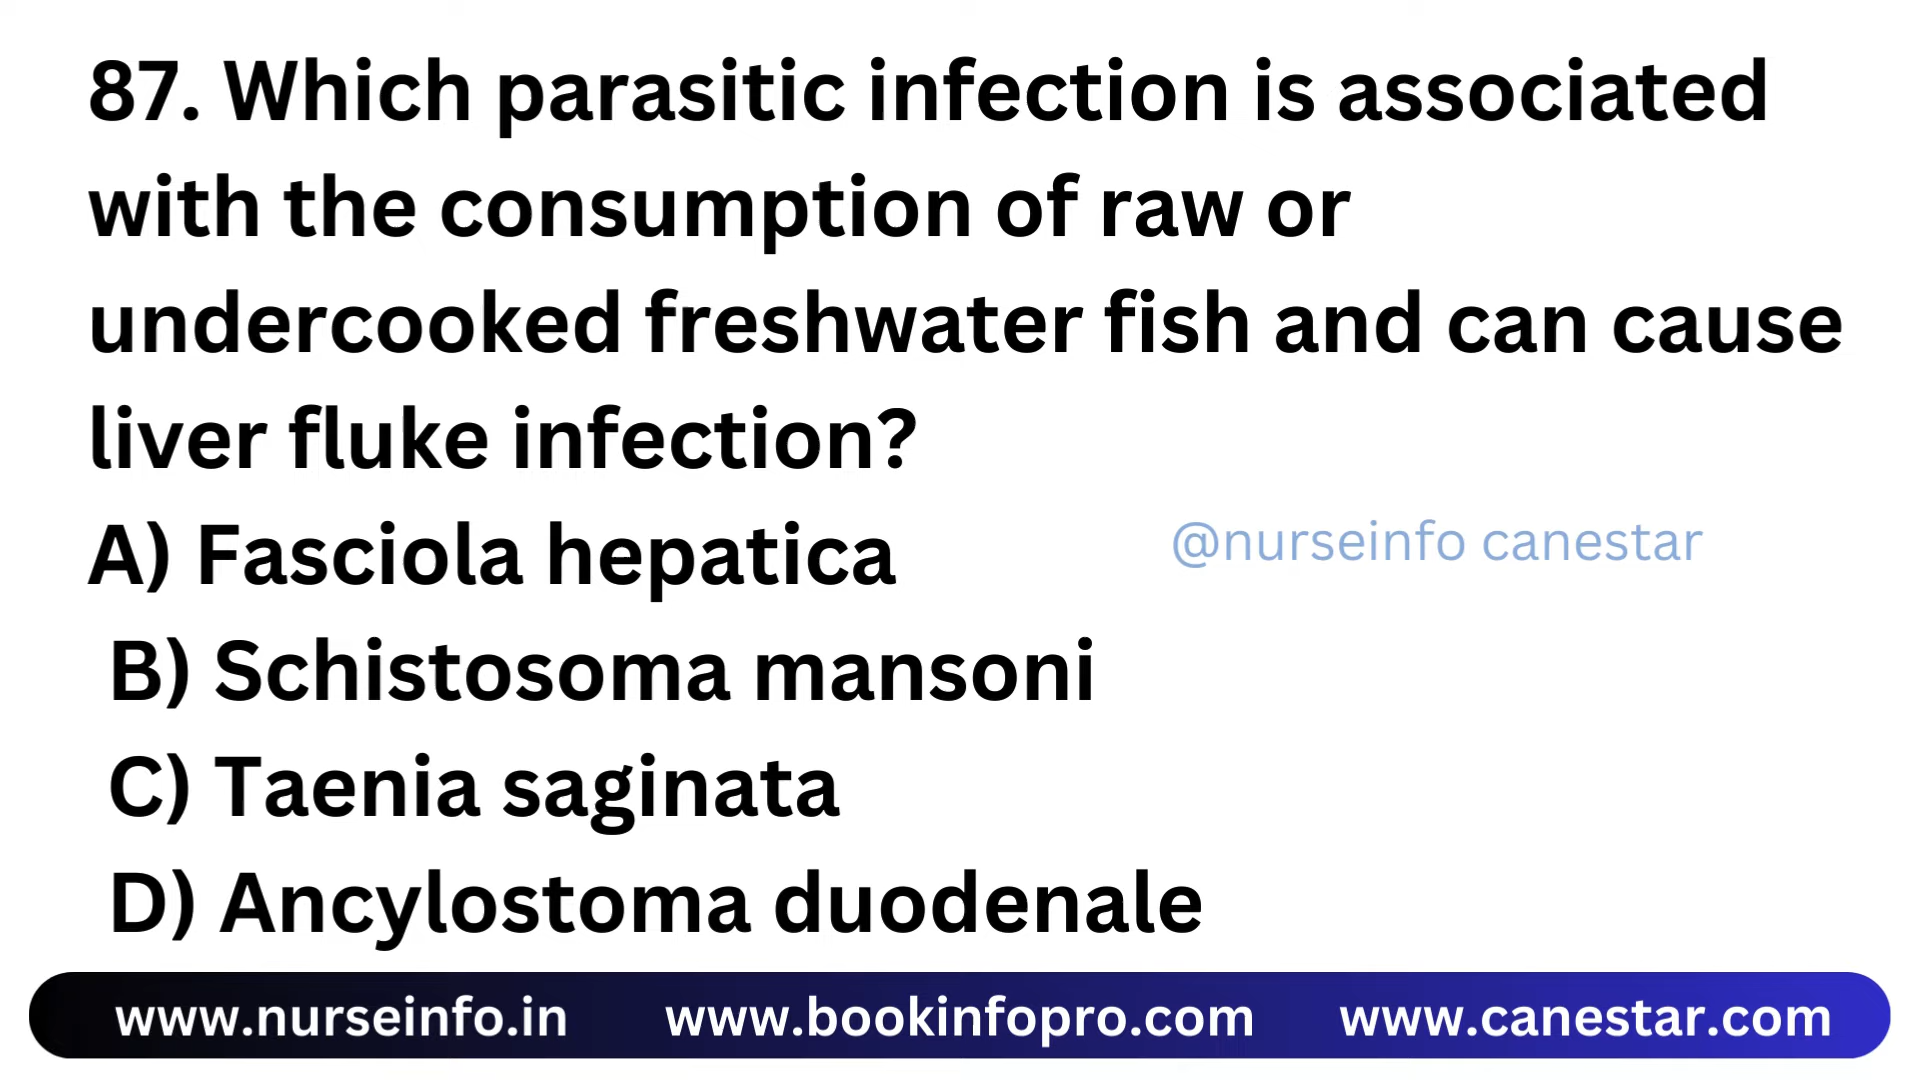 87. Which parasitic infection is associated
with the consumption of raw or
undercooked freshwater fish and can cause
liver fluke infection?
A) Fasciola hepatica
@nurseinfo canestar
B) Schistosoma mansoni
C) Taenia saginata
D) Ancylostoma duodenale
www.nurseinfo.in www.bookinfopro.com www.canestar.com